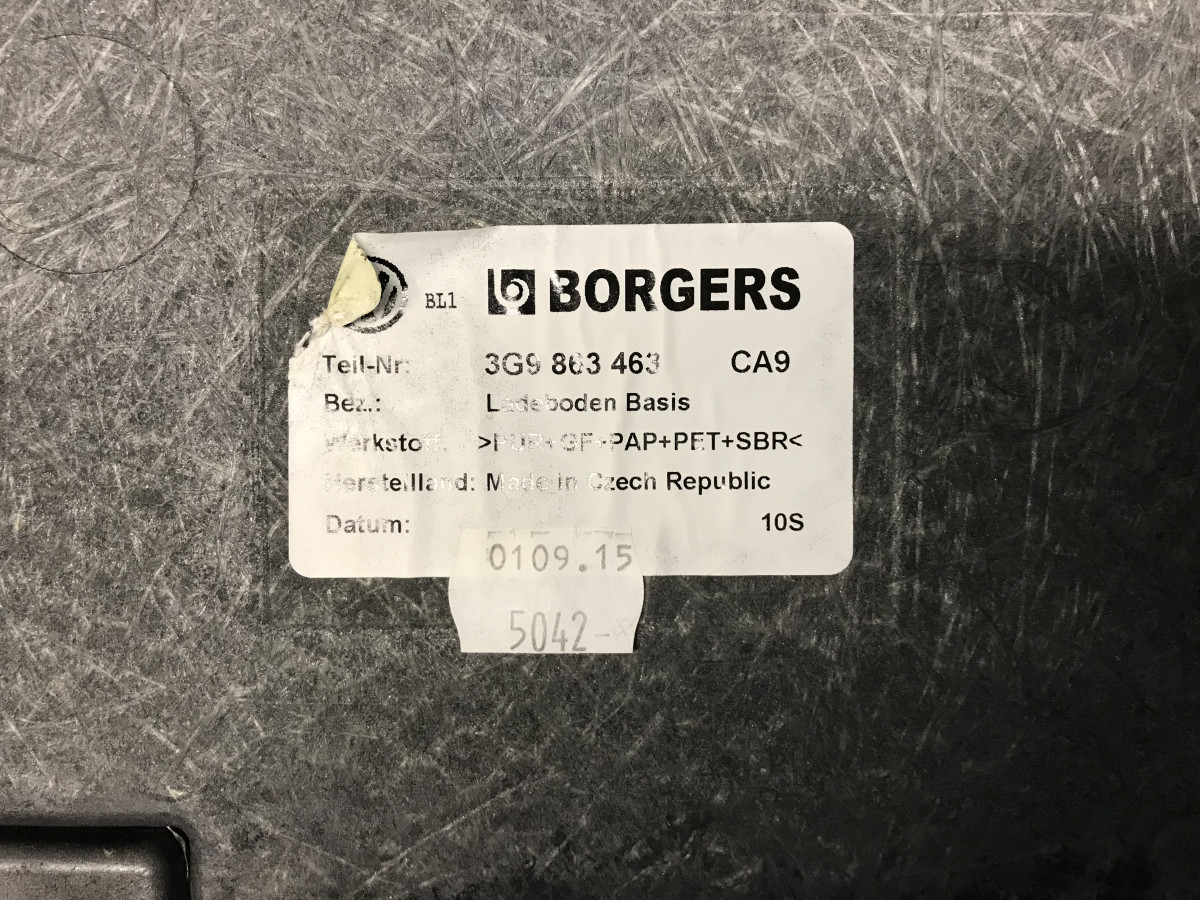 BL1 BORGERS
Teil-Nr: 3G9 863 463 CA9
Bez.: Ladeboden Basis
Werkstoff: >PUR+GF+PAP+PET+SBR<
Herstellland: Made in Czech Republic
Datum: 10S
0109.15
5042-